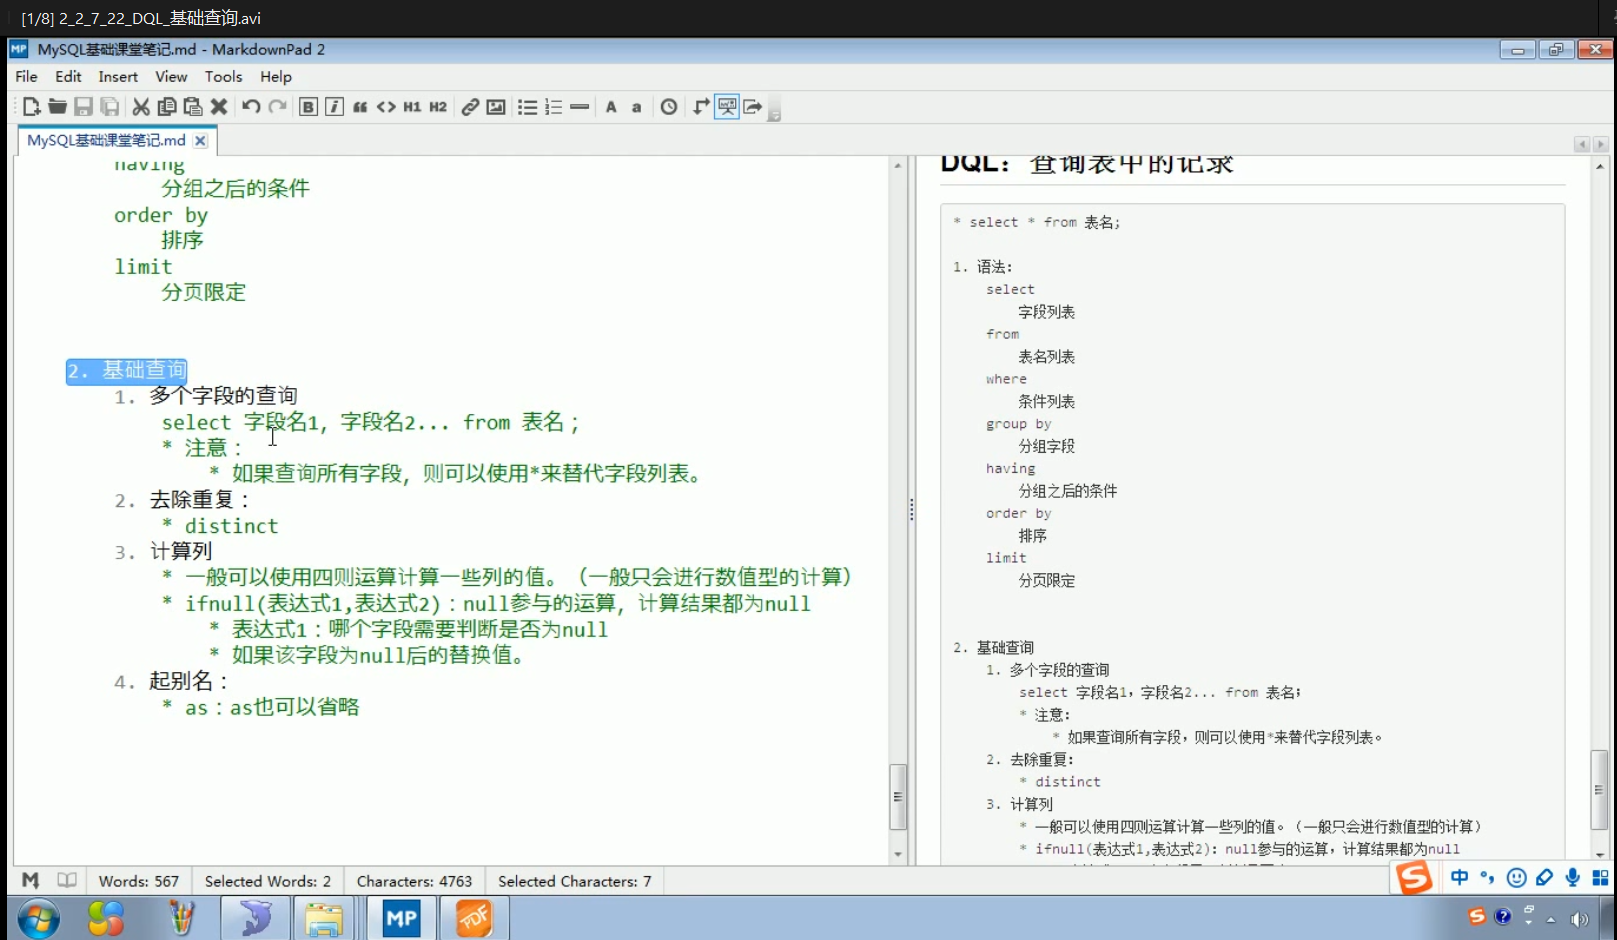 [1/8] 2_2_7_22_DQL_基础查询.avi
MP MySQL基础课堂笔记.md - MarkdownPad 2
File Edit Insert View Tools Help
B i H1 H2 A a
MySQL基础课堂笔记.md
having
分组之后的条件
order by
排序
limit
分页限定
2. 基础查询
1. 多个字段的查询
select 字段名1，字段名2... from 表名；
* 注意：
* 如果查询所有字段，则可以使用*来替代字段列表。
2. 去除重复：
* distinct
3. 计算列
* 一般可以使用四则运算计算一些列的值。（一般只会进行数值型的计算）
* ifnull(表达式1,表达式2)：null参与的运算，计算结果都为null
* 表达式1：哪个字段需要判断是否为null
* 如果该字段为null后的替换值。
4. 起别名：
* as：as也可以省略
DQL：查询表中的记录
* select * from 表名;
1. 语法：
select
字段列表
from
表名列表
where
条件列表
group by
分组字段
having
分组之后的条件
order by
排序
limit
分页限定
2. 基础查询
1. 多个字段的查询
select 字段名1，字段名2... from 表名；
* 注意：
* 如果查询所有字段，则可以使用*来替代字段列表。
2. 去除重复：
* distinct
3. 计算列
* 一般可以使用四则运算计算一些列的值。（一般只会进行数值型的计算）
* ifnull(表达式1,表达式2)：null参与的运算，计算结果都为null
Words: 567 Selected Words: 2 Characters: 4763 Selected Characters: 7
S 中
MP PDF S